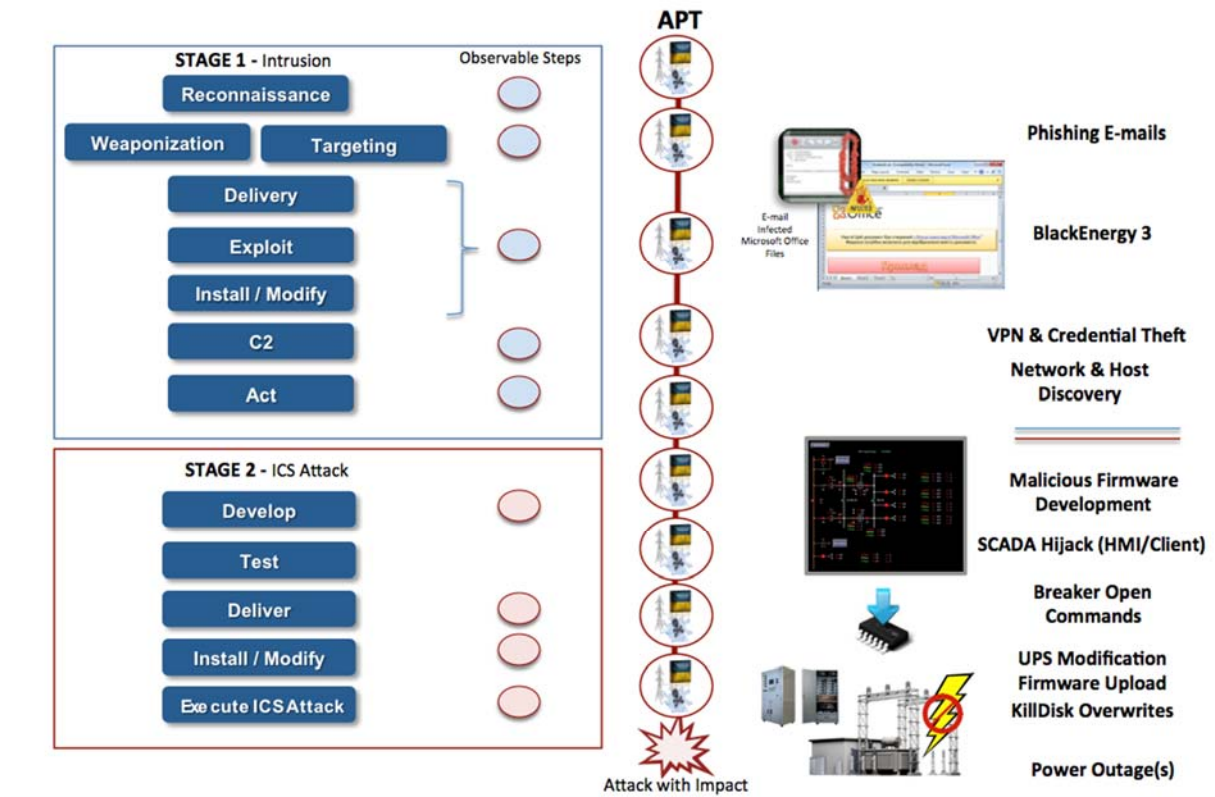 APT
STAGE 1 - Intrusion
Observable Steps
Reconnaissance
Weaponization
Targeting
Delivery
Exploit
Install / Modify
C2
Act
STAGE 2 - ICS Attack
Develop
Test
Deliver
Install / Modify
Exe cute ICS Attack
Attack with Impact
E-mail
Infected
Microsoft Office
Files
Office
Phishing E-mails
BlackEnergy 3
VPN & Credential Theft
Network & Host
Discovery
Malicious Firmware
Development
SCADA Hijack (HMI/Client)
Breaker Open
Commands
UPS Modification
Firmware Upload
KillDisk Overwrites
Power Outage(s)